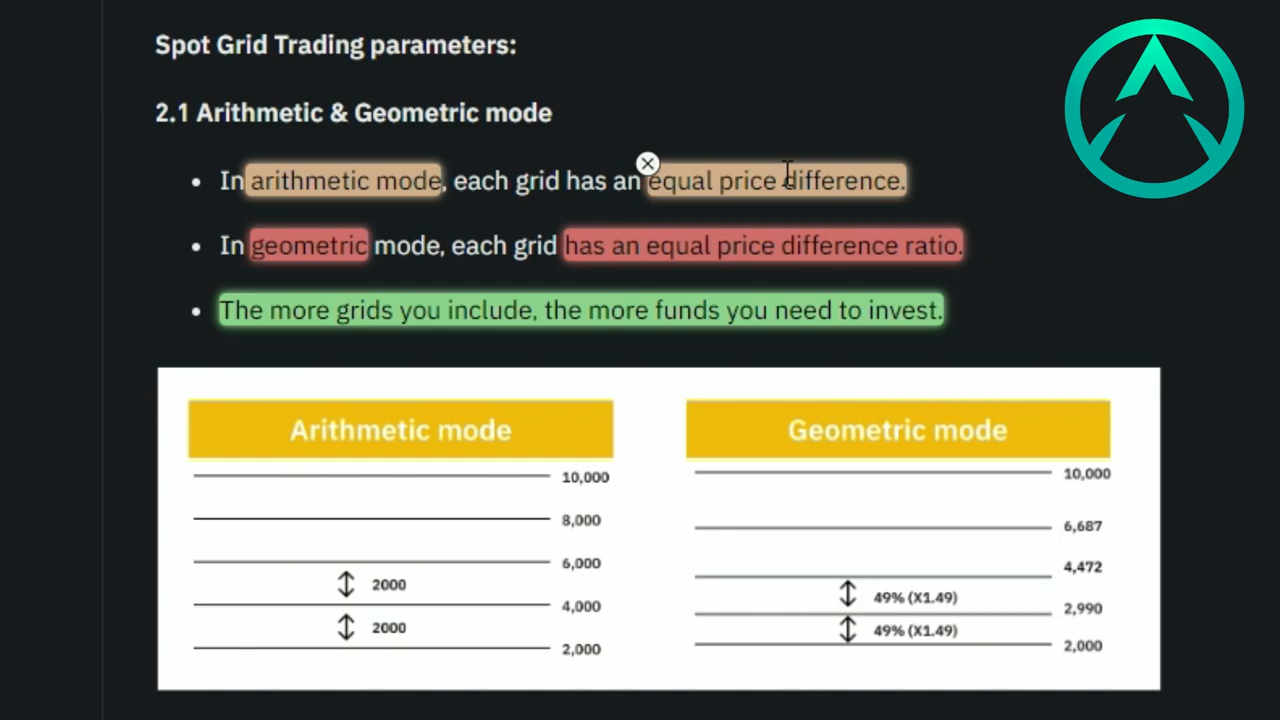 Spot Grid Trading parameters:
2.1 Arithmetic & Geometric mode
• In arithmetic mode, each grid has an equal price difference.
• In geometric mode, each grid has an equal price difference ratio.
• The more grids you include, the more funds you need to invest.
Arithmetic mode
10,000
8,000
6,000
2000
4,000
2000
2,000
Geometric mode
10,000
6,687
4,472
49% (X1.49)
2,990
49% (X1.49)
2,000